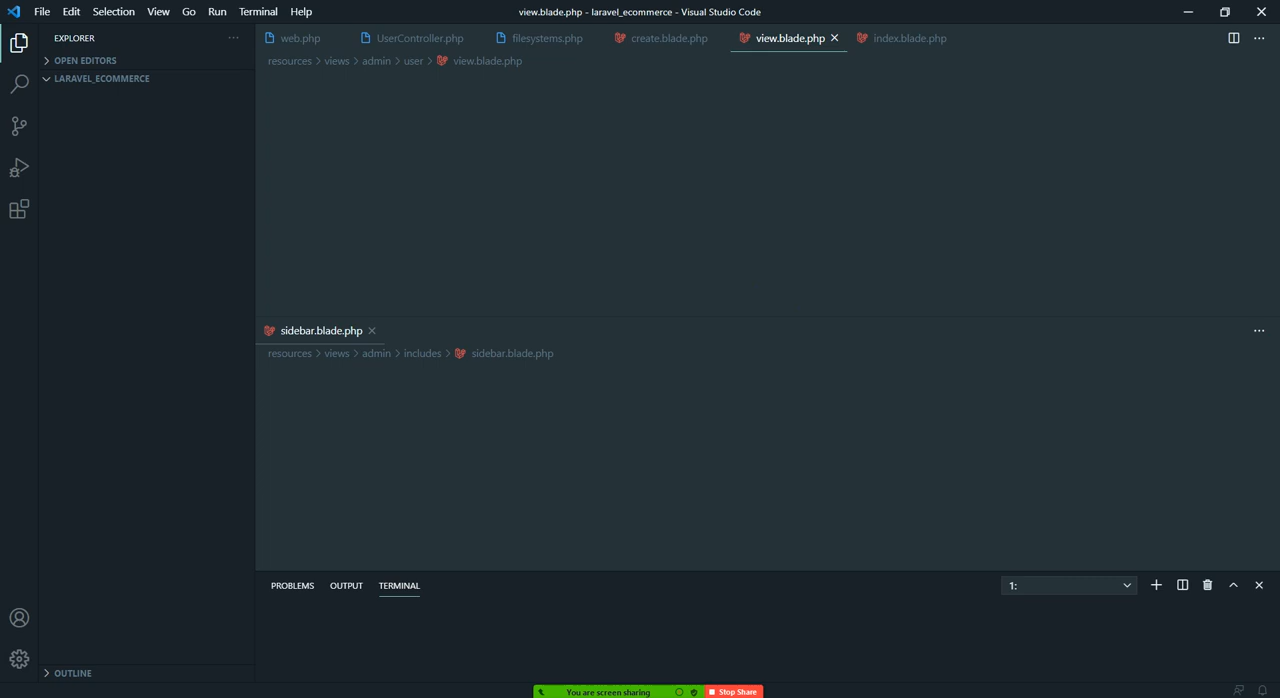 File Edit Selection View Go Run Terminal Help
view.blade.php - laravel_ecommerce - Visual Studio Code
EXPLORER
OPEN EDITORS
LARAVEL_ECOMMERCE
web.php UserController.php filesystems.php create.blade.php view.blade.php index.blade.php
resources > views > admin > user > view.blade.php
sidebar.blade.php
resources > views > admin > includes > sidebar.blade.php
PROBLEMS OUTPUT TERMINAL
1:
OUTLINE
You are screen sharing Stop Share